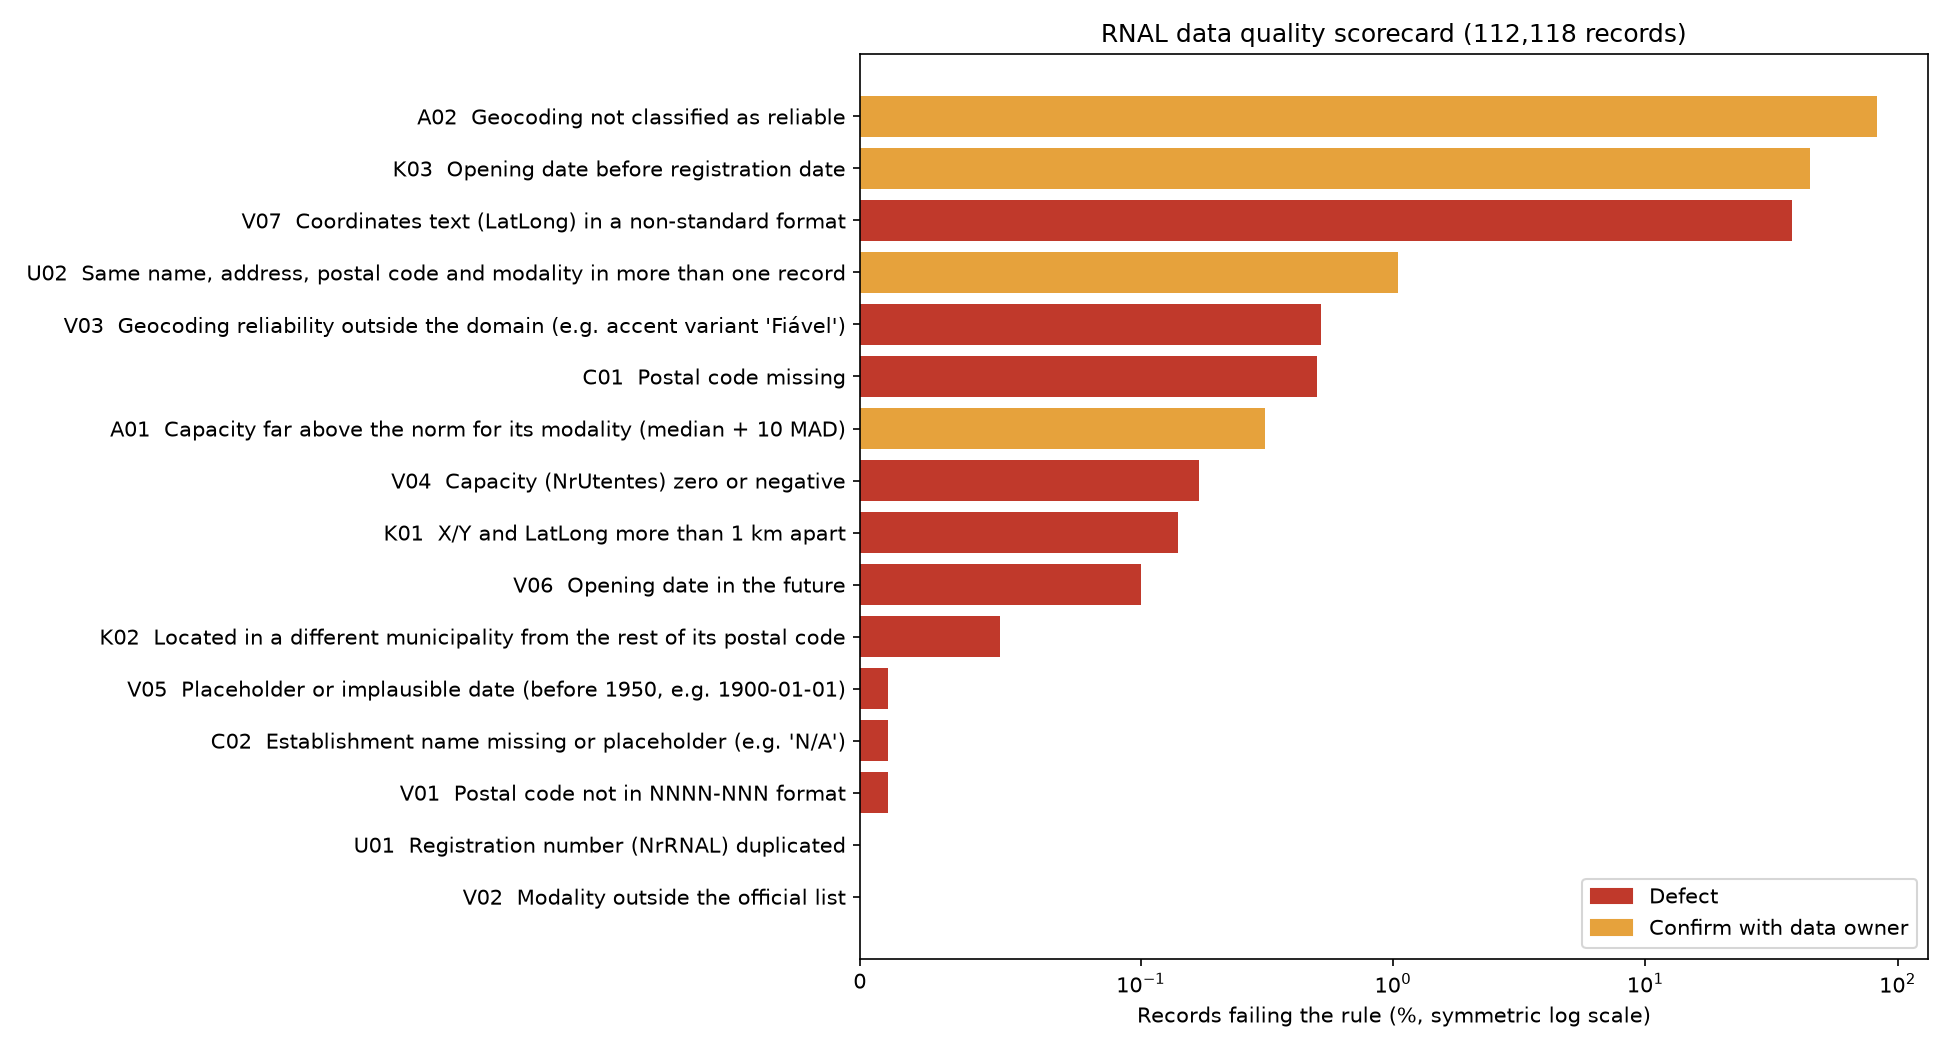 RNAL data quality scorecard (112,118 records)
A02  Geocoding not classified as reliable
K03  Opening date before registration date
V07  Coordinates text (LatLong) in a non-standard format
U02  Same name, address, postal code and modality in more than one record
V03  Geocoding reliability outside the domain (e.g. accent variant 'Fiável')
C01  Postal code missing
A01  Capacity far above the norm for its modality (median + 10 MAD)
V04  Capacity (NrUtentes) zero or negative
K01  X/Y and LatLong more than 1 km apart
V06  Opening date in the future
K02  Located in a different municipality from the rest of its postal code
V05  Placeholder or implausible date (before 1950, e.g. 1900-01-01)
C02  Establishment name missing or placeholder (e.g. 'N/A')
V01  Postal code not in NNNN-NNN format
U01  Registration number (NrRNAL) duplicated
V02  Modality outside the official list
Defect
Confirm with data owner
0 10⁻¹ 10⁰ 10¹ 10²
Records failing the rule (%, symmetric log scale)